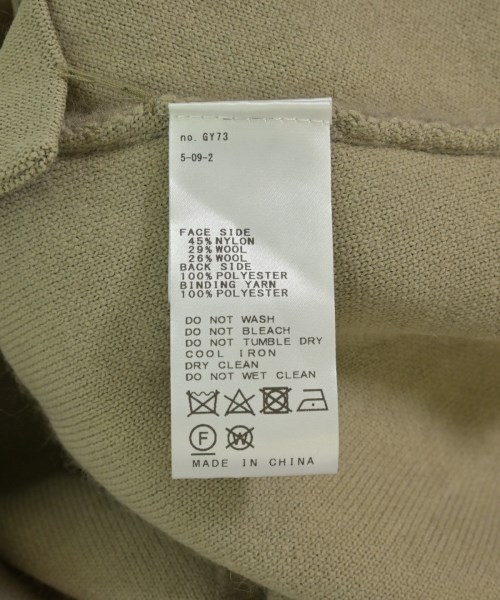 no. GY73
5-09-2
FACE SIDE
45% NYLON
29% WOOL
26% WOOL
BACK SIDE
100% POLYESTER
BINDING YARN
100% POLYESTER
DO NOT WASH
DO NOT BLEACH
DO NOT TUMBLE DRY
COOL IRON
DRY CLEAN
DO NOT WET CLEAN
F W
MADE IN CHINA